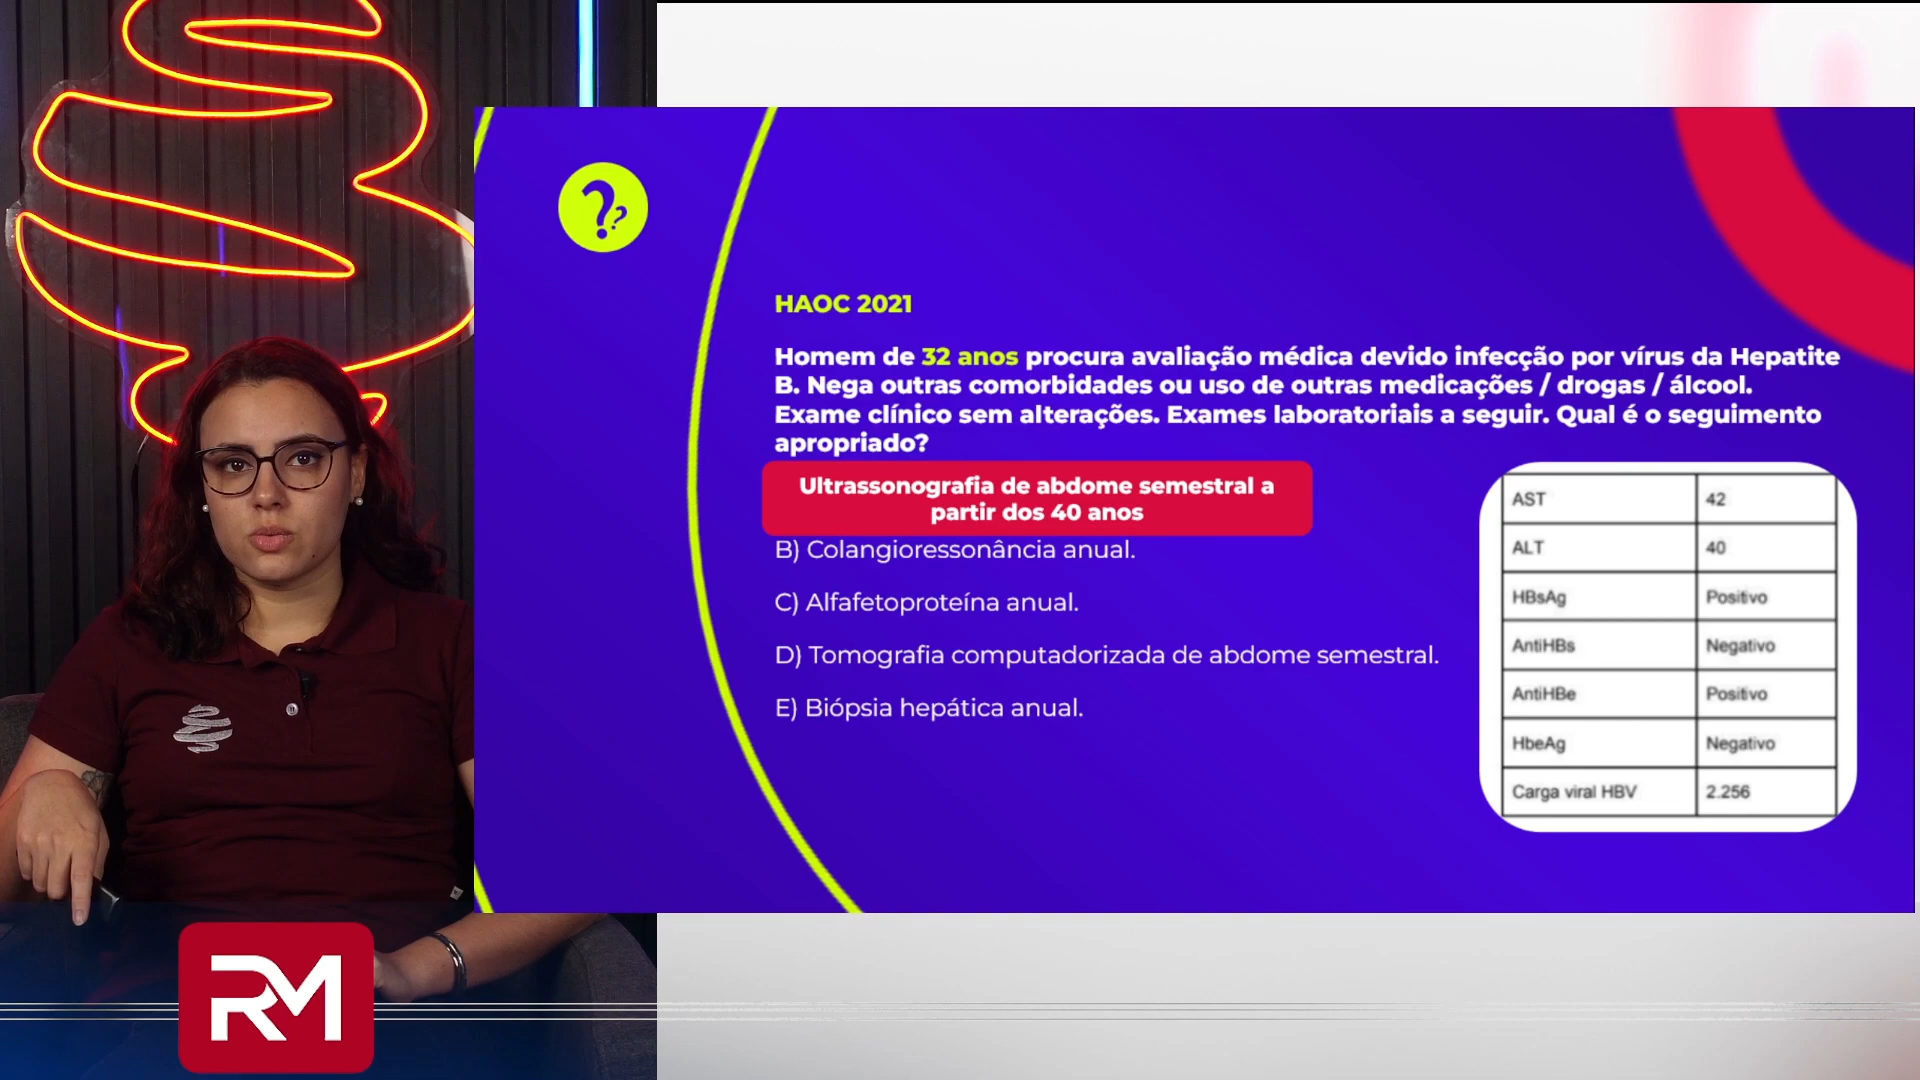 HAOC 2021
Homem de 32 anos procura avaliação médica devido infecção por vírus da Hepatite
B. Nega outras comorbidades ou uso de outras medicações / drogas / álcool.
Exame clínico sem alterações. Exames laboratoriais a seguir. Qual é o seguimento
apropriado?
Ultrassonografia de abdome semestral a
partir dos 40 anos
B) Colangioressonância anual.
C) Alfafetoproteína anual.
D) Tomografia computadorizada de abdome semestral.
E) Biópsia hepática anual.
AST 42
ALT 40
HBsAg Positivo
AntiHBs Negativo
AntiHBe Positivo
HbeAg Negativo
Carga viral HBV 2.256
RM